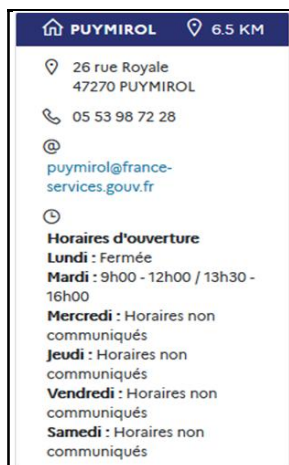 PUYMIROL 6.5 KM
26 rue Royale
47270 PUYMIROL
05 53 98 72 28
@
puymirol@france-
services.gouv.fr
Horaires d'ouverture
Lundi : Fermée
Mardi : 9h00 - 12h00 / 13h30 -
16h00
Mercredi : Horaires non
communiqués
Jeudi : Horaires non
communiqués
Vendredi : Horaires non
communiqués
Samedi : Horaires non
communiqués